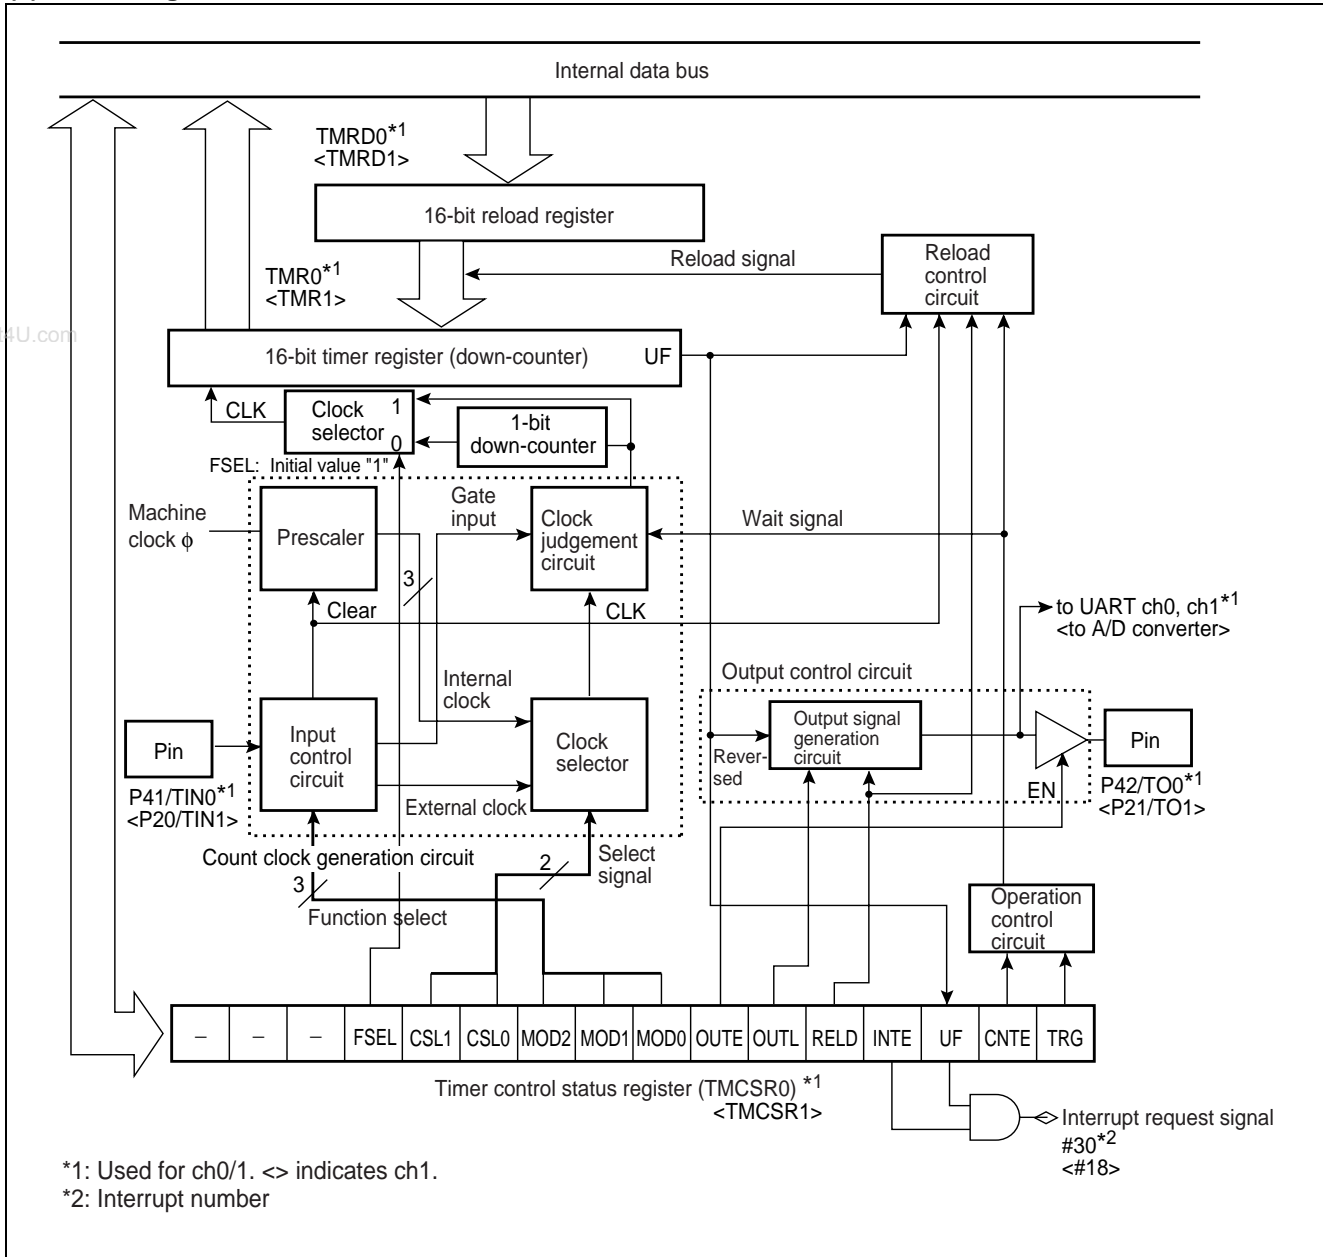 Internal data bus
TMRD0*1
<TMRD1>
16-bit reload register
Reload signal
Reload
control
circuit
TMR0*1
<TMR1>
t4U.com
16-bit timer register (down-counter)
UF
CLK
Clock
selector
1
0
1-bit
down-counter
FSEL: Initial value "1"
Machine
clock ϕ
Prescaler
Gate
input
Clock
judgement
circuit
Wait signal
3
Clear
CLK
to UART ch0, ch1*1
<to A/D converter>
Output control circuit
Internal
clock
Pin
Input
control
circuit
Clock
selector
External clock
P41/TIN0*1
<P20/TIN1>
Rever-
sed
Output signal
generation
circuit
EN
Pin
P42/TO0*1
<P21/TO1>
Count clock generation circuit
3
Function select
2
Select
signal
Operation
control
circuit
– – – FSEL CSL1 CSL0 MOD2 MOD1 MOD0 OUTE OUTL RELD INTE UF CNTE TRG
Timer control status register (TMCSR0) *1
<TMCSR1>
Interrupt request signal
#30*2
<#18>
*1: Used for ch0/1. <> indicates ch1.
*2: Interrupt number